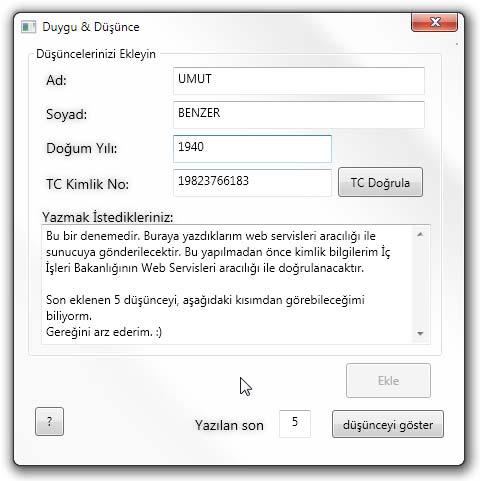 Duygu & Düşünce
Düşüncelerinizi Ekleyin
Ad: UMUT
Soyad: BENZER
Doğum Yılı: 1940
TC Kimlik No: 19823766183 TC Doğrula
Yazmak İstedikleriniz:
Bu bir denemedir. Buraya yazdıklarım web servisleri aracılığı ile
sunucuya gönderilecektir. Bu yapılmadan önce kimlik bilgilerim İç
İşleri Bakanlığının Web Servisleri aracılığı ile doğrulanacaktır.
Son eklenen 5 düşünceyi, aşağıdaki kısımdan görebileceğimi
biliyorm.
Gereğini arz ederim. :)
Ekle
? Yazılan son 5 düşünceyi göster